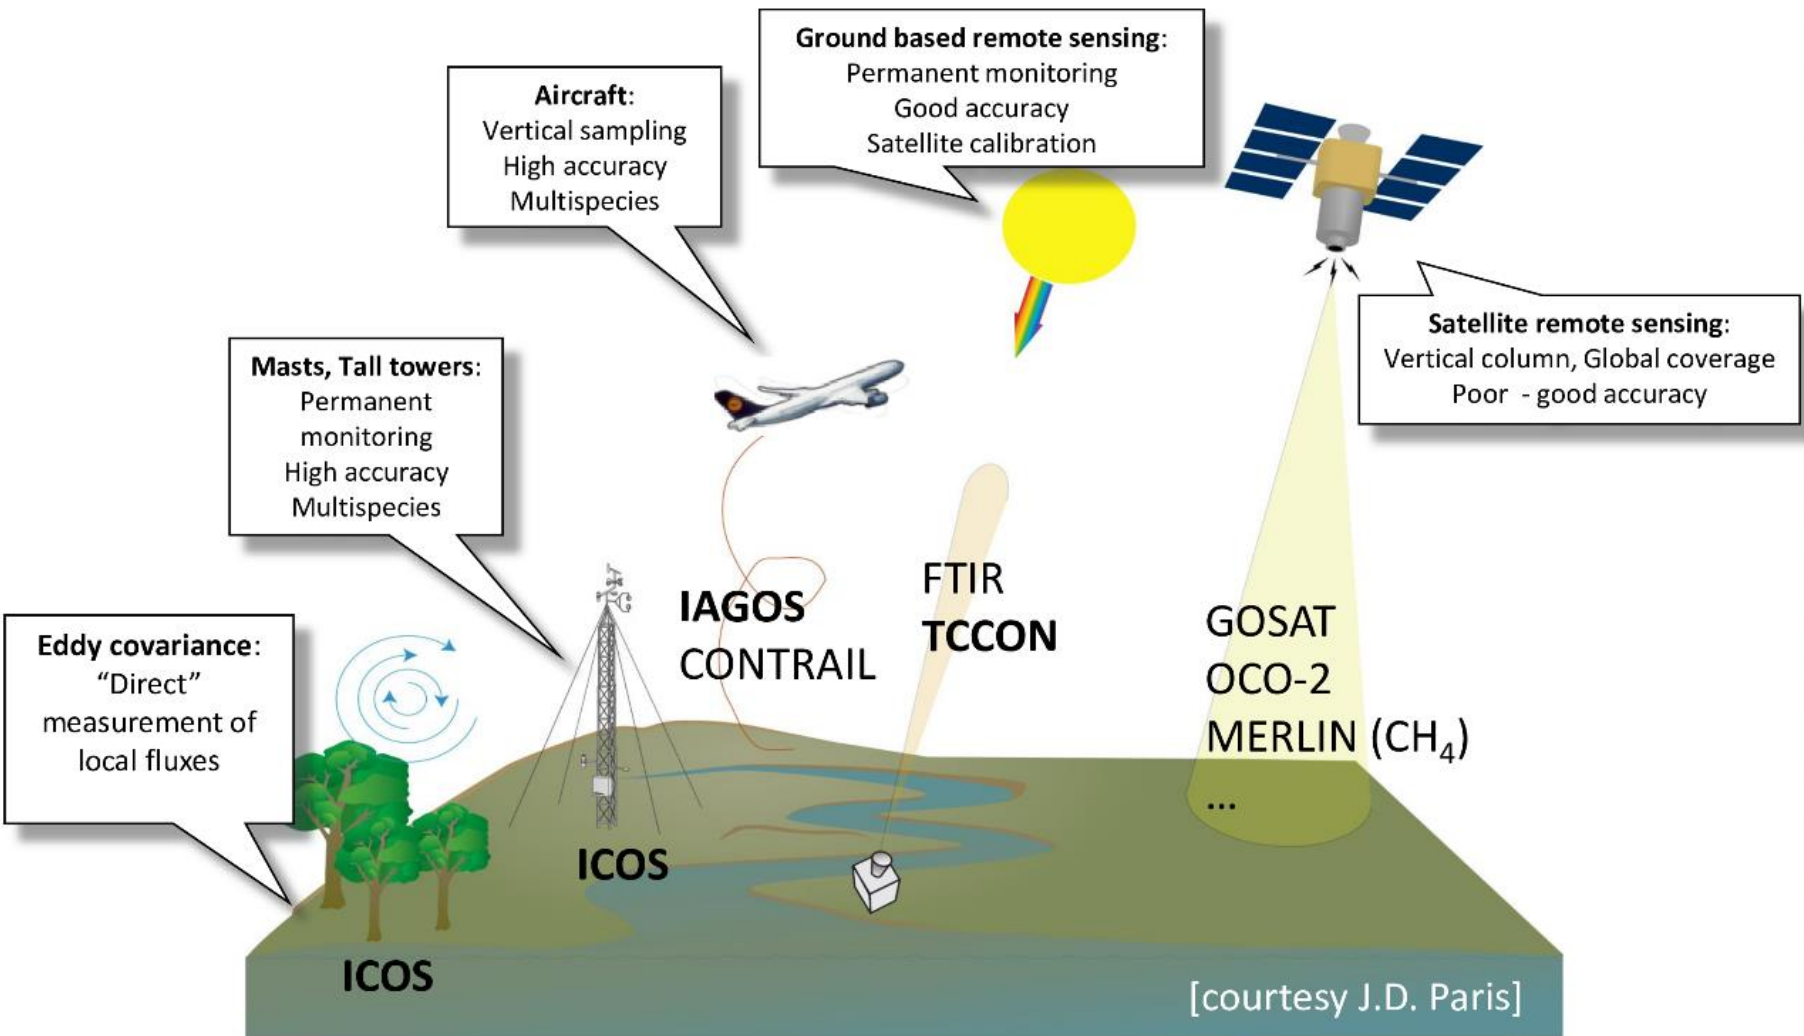 Ground based remote sensing:
Permanent monitoring
Good accuracy
Satellite calibration
Aircraft:
Vertical sampling
High accuracy
Multispecies
Satellite remote sensing:
Vertical column, Global coverage
Poor - good accuracy
Masts, Tall towers:
Permanent
monitoring
High accuracy
Multispecies
Eddy covariance:
“Direct”
measurement of
local fluxes
IAGOS
CONTRAIL
FTIR
TCCON
GOSAT
OCO-2
MERLIN (CH₄)
...
ICOS
ICOS
[courtesy J.D. Paris]